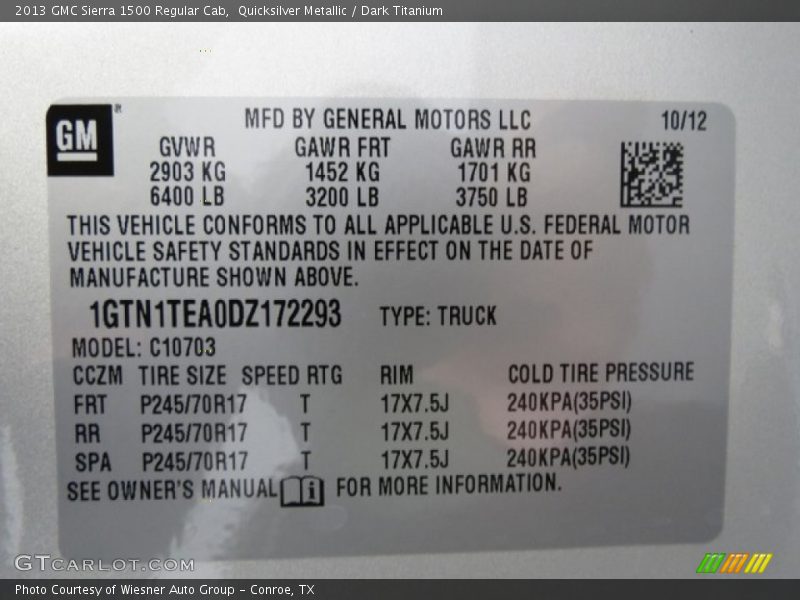 2013 GMC Sierra 1500 Regular Cab,  Quicksilver Metallic / Dark Titanium
GM ®
MFD BY GENERAL MOTORS LLC 10/12
GVWR GAWR FRT GAWR RR
2903 KG 1452 KG 1701 KG
6400 LB 3200 LB 3750 LB
THIS VEHICLE CONFORMS TO ALL APPLICABLE U.S. FEDERAL MOTOR
VEHICLE SAFETY STANDARDS IN EFFECT ON THE DATE OF
MANUFACTURE SHOWN ABOVE.
1GTN1TEA0DZ172293 TYPE: TRUCK
MODEL: C10703
CCZM TIRE SIZE SPEED RTG RIM COLD TIRE PRESSURE
FRT P245/70R17 T 17X7.5J 240KPA(35PSI)
RR P245/70R17 T 17X7.5J 240KPA(35PSI)
SPA P245/70R17 T 17X7.5J 240KPA(35PSI)
SEE OWNER'S MANUAL i FOR MORE INFORMATION.
GTCARLOT.COM
Photo Courtesy of Wiesner Auto Group – Conroe, TX